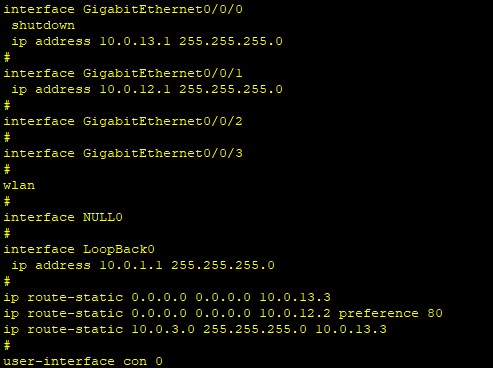 interface GigabitEthernet0/0/0
shutdown
ip address 10.0.13.1 255.255.255.0
#
interface GigabitEthernet0/0/1
ip address 10.0.12.1 255.255.255.0
#
interface GigabitEthernet0/0/2
#
interface GigabitEthernet0/0/3
#
wlan
#
interface NULL0
#
interface LoopBack0
ip address 10.0.1.1 255.255.255.0
#
ip route-static 0.0.0.0 0.0.0.0 10.0.13.3
ip route-static 0.0.0.0 0.0.0.0 10.0.12.2 preference 80
ip route-static 10.0.3.0 255.255.255.0 10.0.13.3
#
user-interface con 0